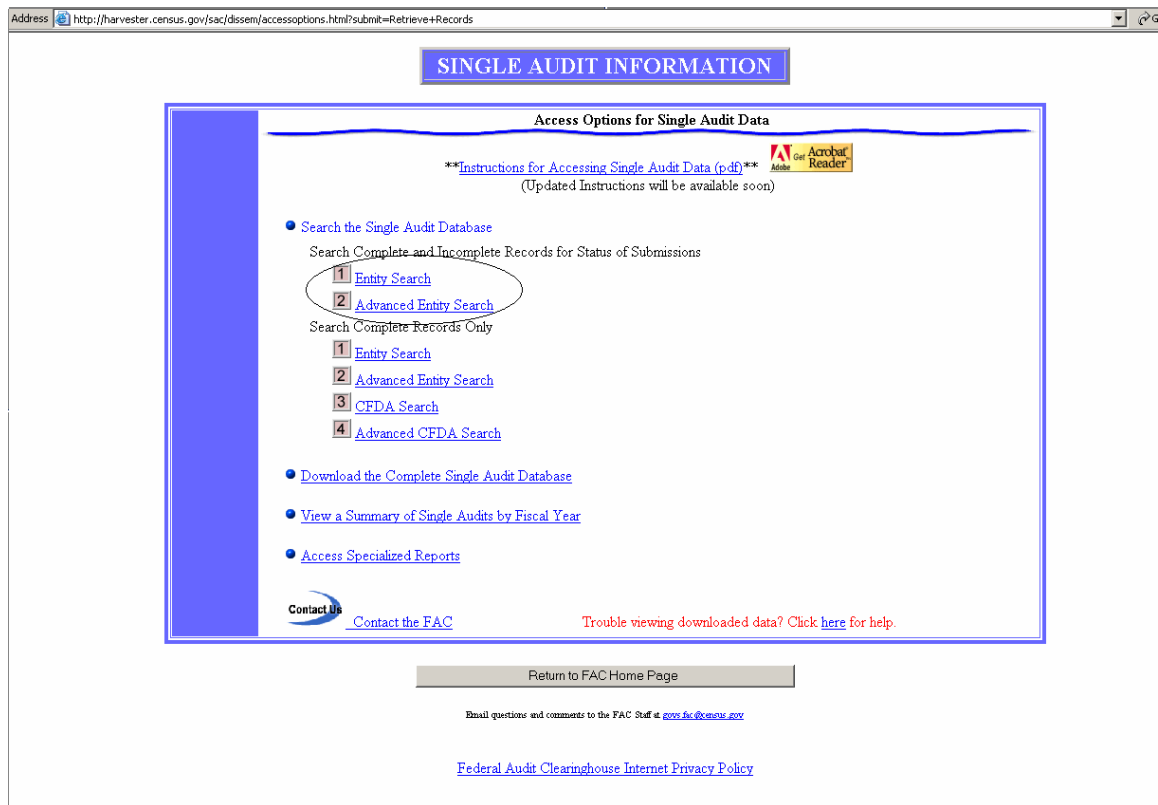 Address http://harvester.census.gov/sac/dissem/accessoptions.html?submit=Retrieve+Records G
SINGLE AUDIT INFORMATION
Access Options for Single Audit Data
**Instructions for Accessing Single Audit Data (pdf)** Adobe Get Acrobat Reader
(Updated Instructions will be available soon)
Search the Single Audit Database
Search Complete and Incomplete Records for Status of Submissions
1 Entity Search
2 Advanced Entity Search
Search Complete Records Only
1 Entity Search
2 Advanced Entity Search
3 CFDA Search
4 Advanced CFDA Search
Download the Complete Single Audit Database
View a Summary of Single Audits by Fiscal Year
Access Specialized Reports
Contact Us Contact the FAC Trouble viewing downloaded data? Click here for help.
Return to FAC Home Page
Email questions and comments to the FAC Staff at govs.fac@census.gov
Federal Audit Clearinghouse Internet Privacy Policy